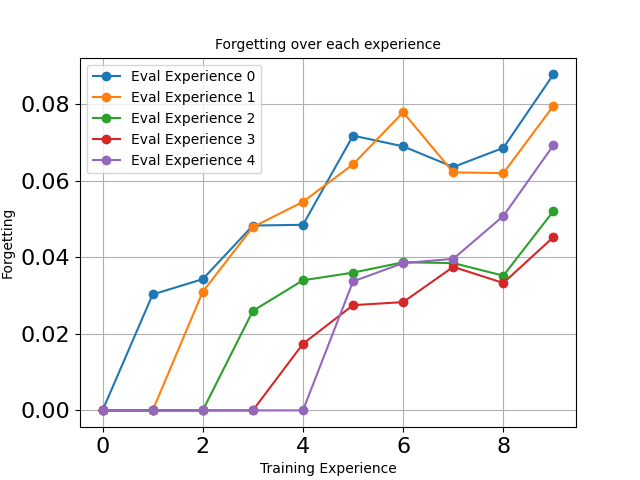 Forgetting over each experience
Eval Experience 0
Eval Experience 1
Eval Experience 2
Eval Experience 3
Eval Experience 4
Forgetting
0.08
0.06
0.04
0.02
0.00
0 2 4 6 8
Training Experience